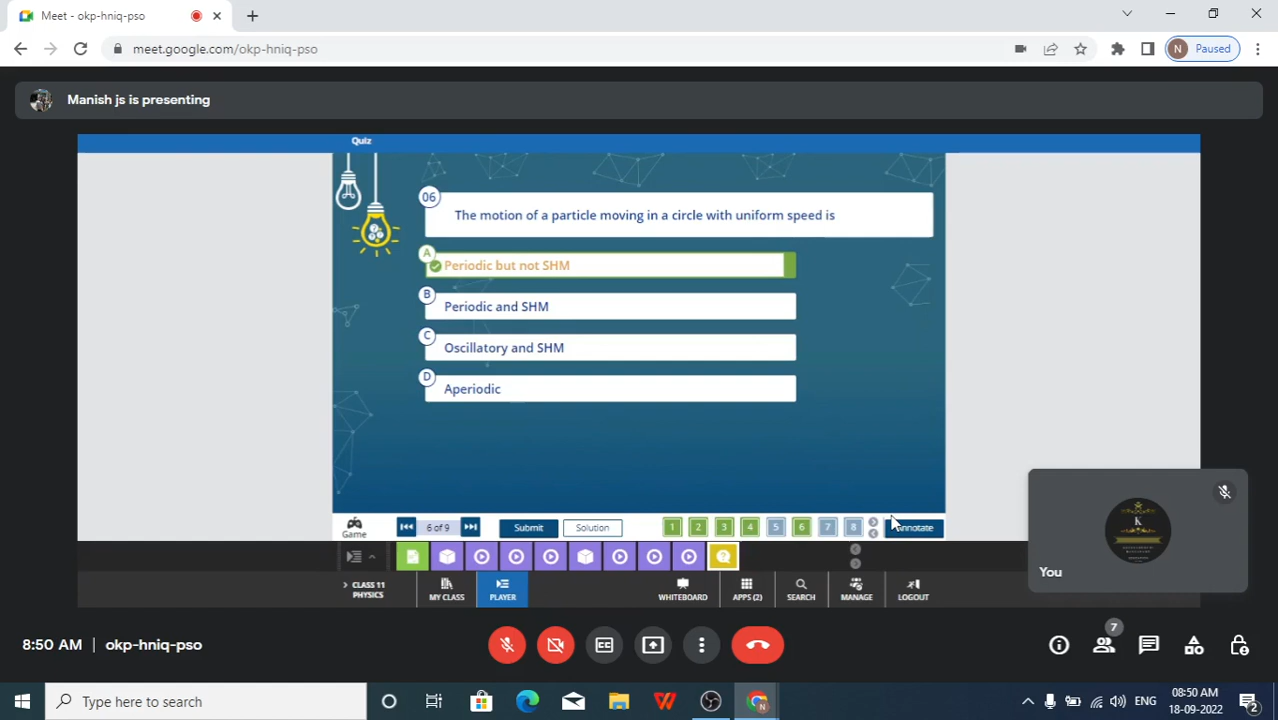 Meet - okp-hniq-pso
meet.google.com/okp-hniq-pso
N Paused
Manish js is presenting
Quiz
06
The motion of a particle moving in a circle with uniform speed is
A
Periodic but not SHM
B
Periodic and SHM
C
Oscillatory and SHM
D
Aperiodic
Game
6 of 9
Submit
Solution
1 2 3 4 5 6 7 8
Annotate
CLASS 11
PHYSICS
MY CLASS
PLAYER
WHITEBOARD
APPS (2)
SEARCH
MANAGE
LOGOUT
K
You
8:50 AM okp-hniq-pso
7
Type here to search
ENG
08:50 AM
18-09-2022
2